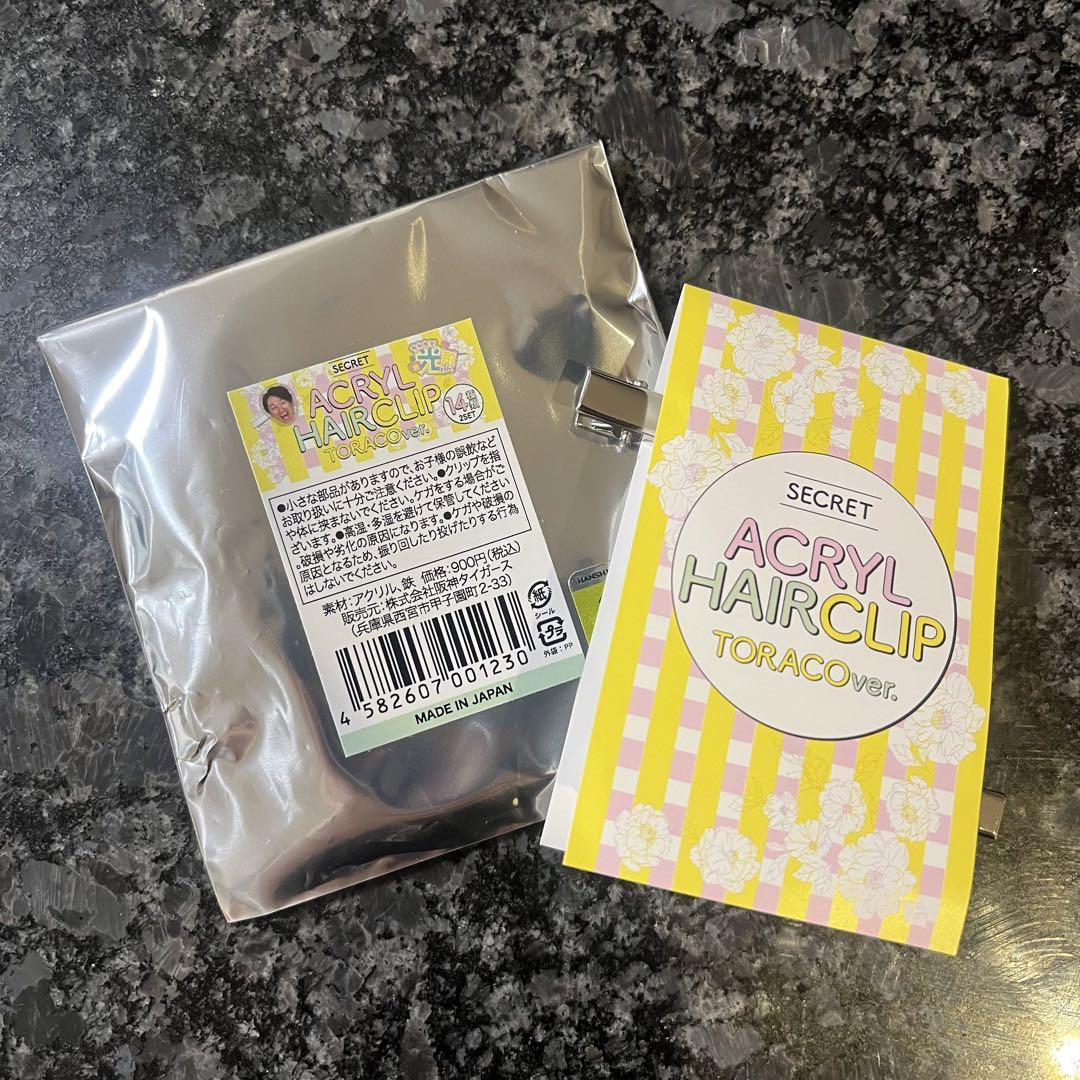 SECRET
ACRYL
HAIRCLIP
TORACOver.
14種類
2SET
●小さな部品がありますので、お子様の誤飲など
お取り扱いに十分ご注意ください。●クリップを指
や体に挟まないでください。ケガをする場合がご
ざいます。●高温・多湿を避けて保管してください
。破損や劣化の原因になります。●ケガや破損の
原因となるため、振り回したり投げたりする行為
はしないでください。
素材:アクリル、鉄 価格:900円(税込)
販売元:株式会社阪神タイガース
(兵庫県西宮市甲子園町2-33)
紙
シール
プラ
外袋:PP
4 582607 001230
MADE IN JAPAN
SECRET
ACRYL
HAIRCLIP
TORACOver.